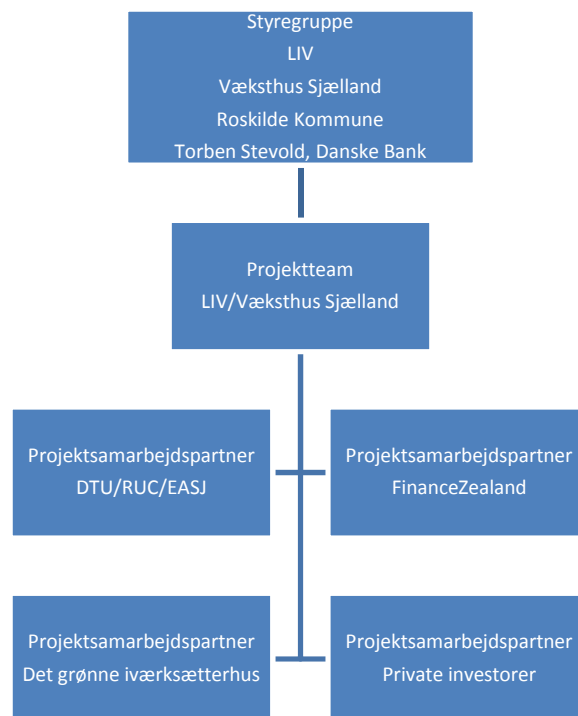 Styregruppe
LIV
Væksthus Sjælland
Roskilde Kommune
Torben Stevold, Danske Bank
Projektteam
LIV/Væksthus Sjælland
Projektsamarbejdspartner
DTU/RUC/EASJ
Projektsamarbejdspartner
FinanceZealand
Projektsamarbejdspartner
Det grønne iværksætterhus
Projektsamarbejdspartner
Private investorer